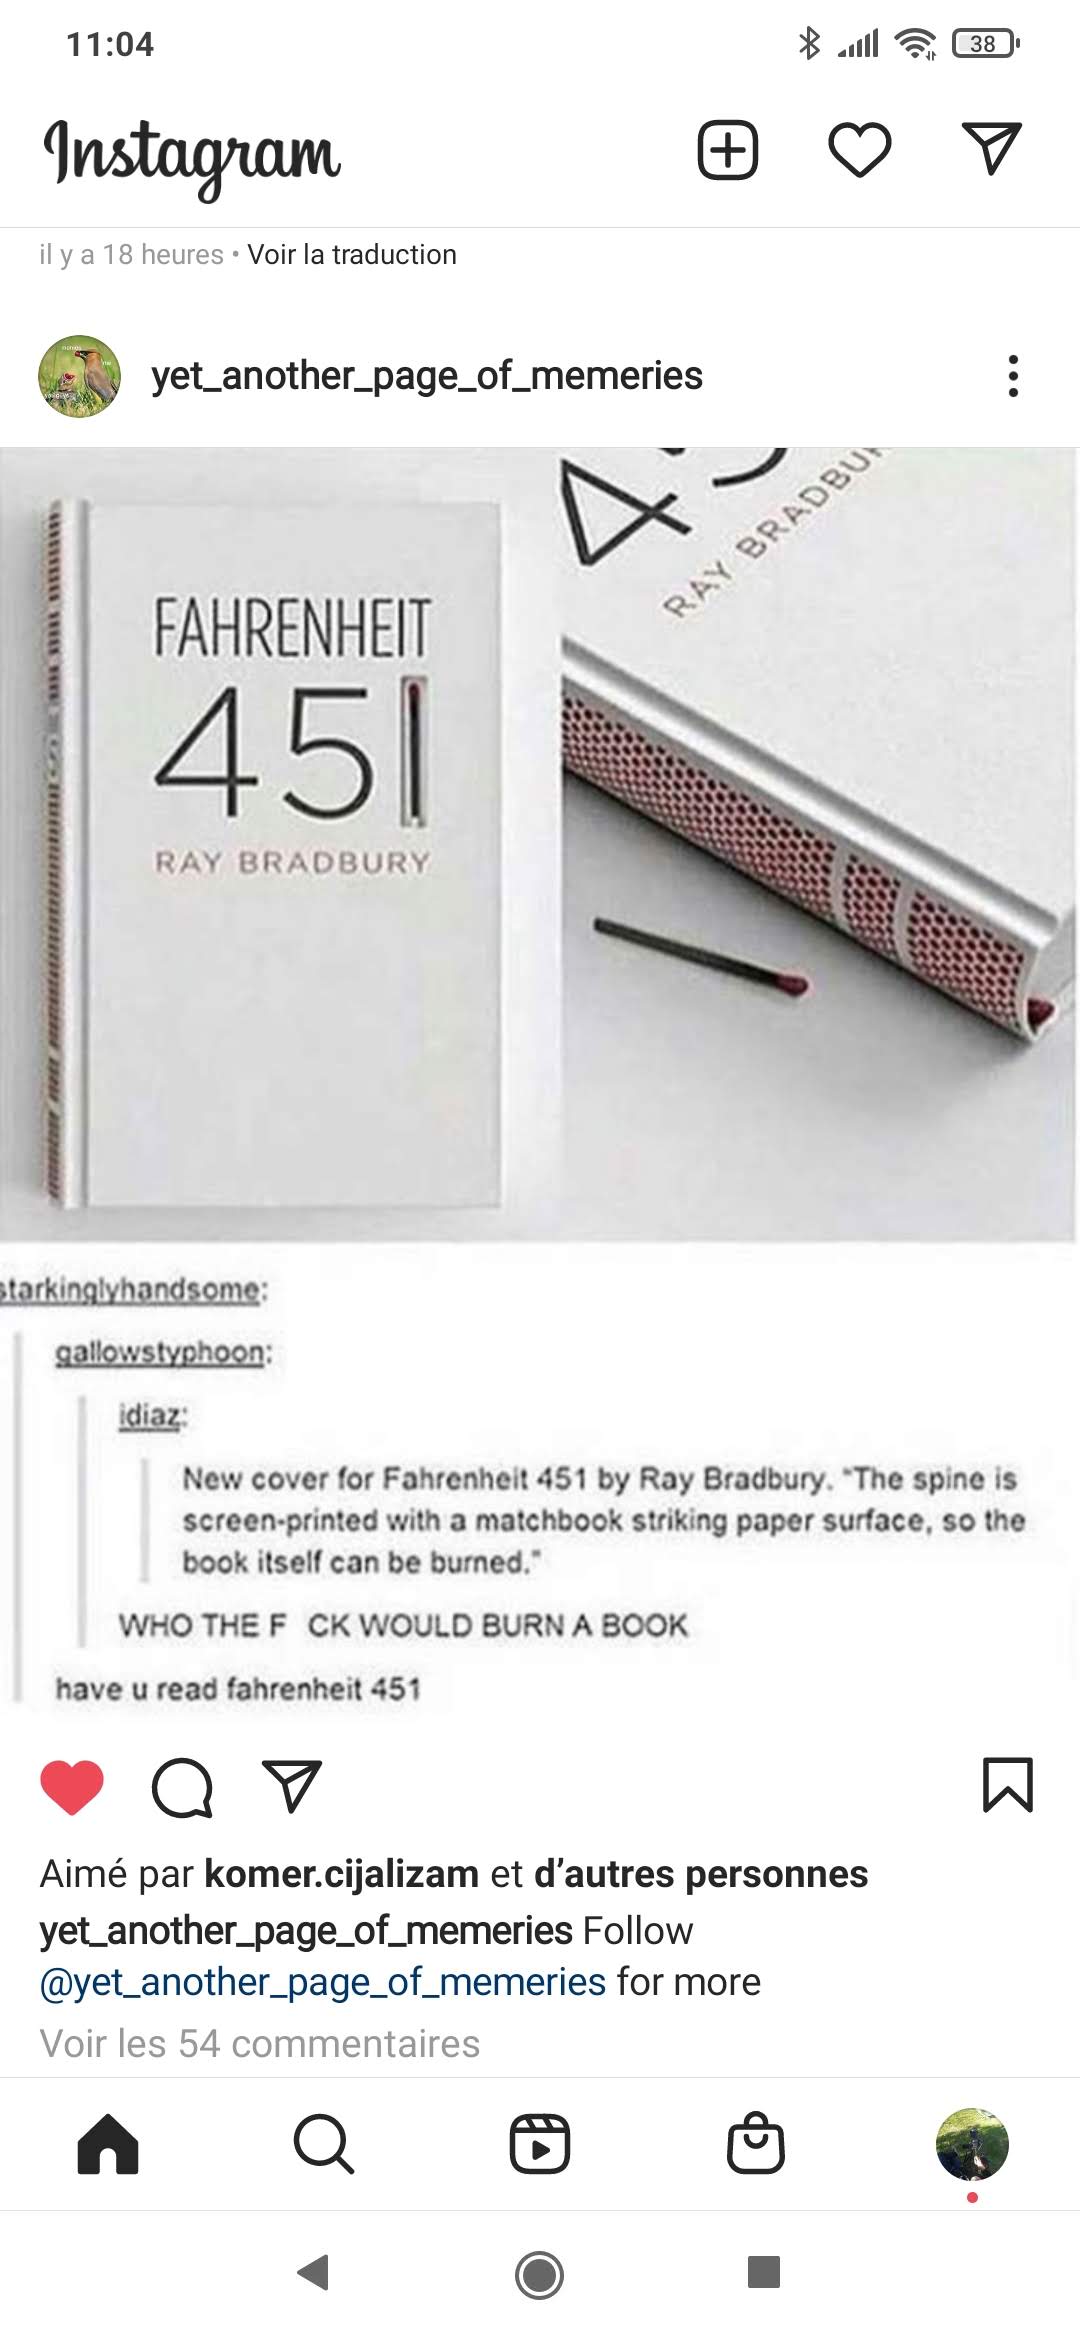 11:04
38
Instagram
il y a 18 heures • Voir la traduction
yet_another_page_of_memeries
FAHRENHEIT
451
RAY BRADBURY
45
RAY BRADBUR
starkinglyhandsome:
gallowstyphoon:
idiaz:
New cover for Fahrenheit 451 by Ray Bradbury. "The spine is
screen-printed with a matchbook striking paper surface, so the
book itself can be burned."
WHO THE F CK WOULD BURN A BOOK
have u read fahrenheit 451
Aimé par komer.cijalizam et d'autres personnes
yet_another_page_of_memeries Follow
@yet_another_page_of_memeries for more
Voir les 54 commentaires